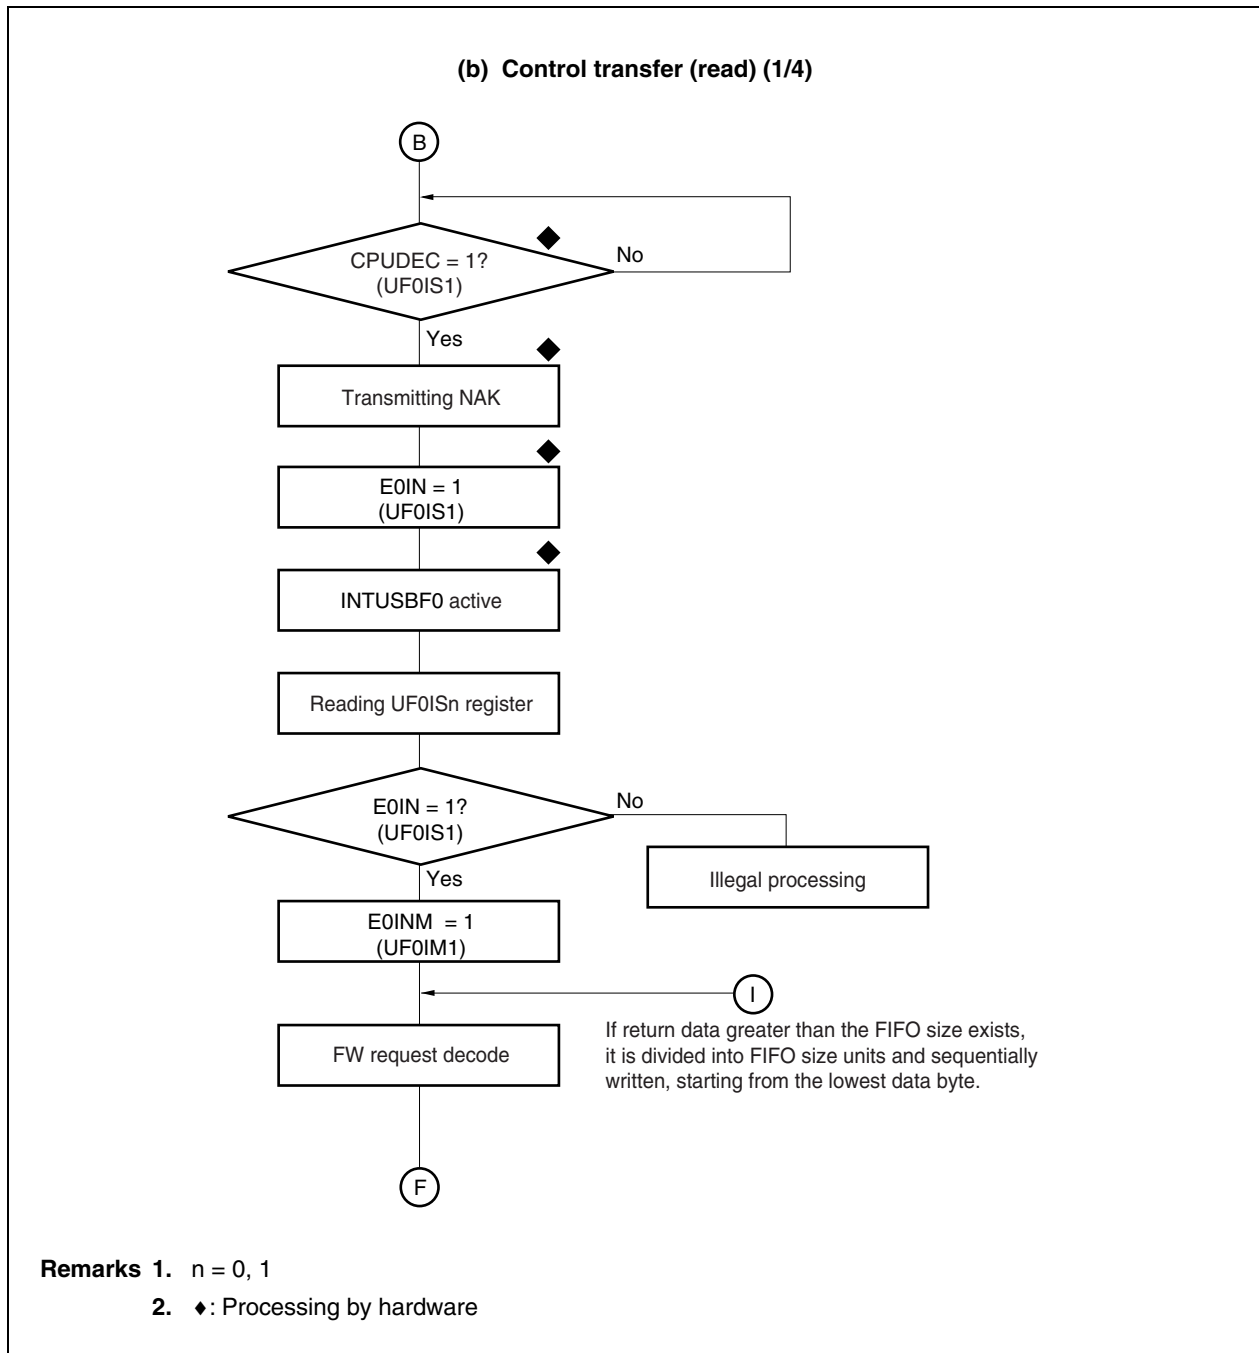 (b) Control transfer (read) (1/4)
B
CPUDEC = 1?
(UF0IS1)
No
Yes
Transmitting NAK
E0IN = 1
(UF0IS1)
INTUSBF0 active
Reading UF0ISn register
E0IN = 1?
(UF0IS1)
No
Illegal processing
Yes
E0INM = 1
(UF0IM1)
I
FW request decode
If return data greater than the FIFO size exists,
it is divided into FIFO size units and sequentially
written, starting from the lowest data byte.
F
Remarks 1. n = 0, 1
2. ♦: Processing by hardware